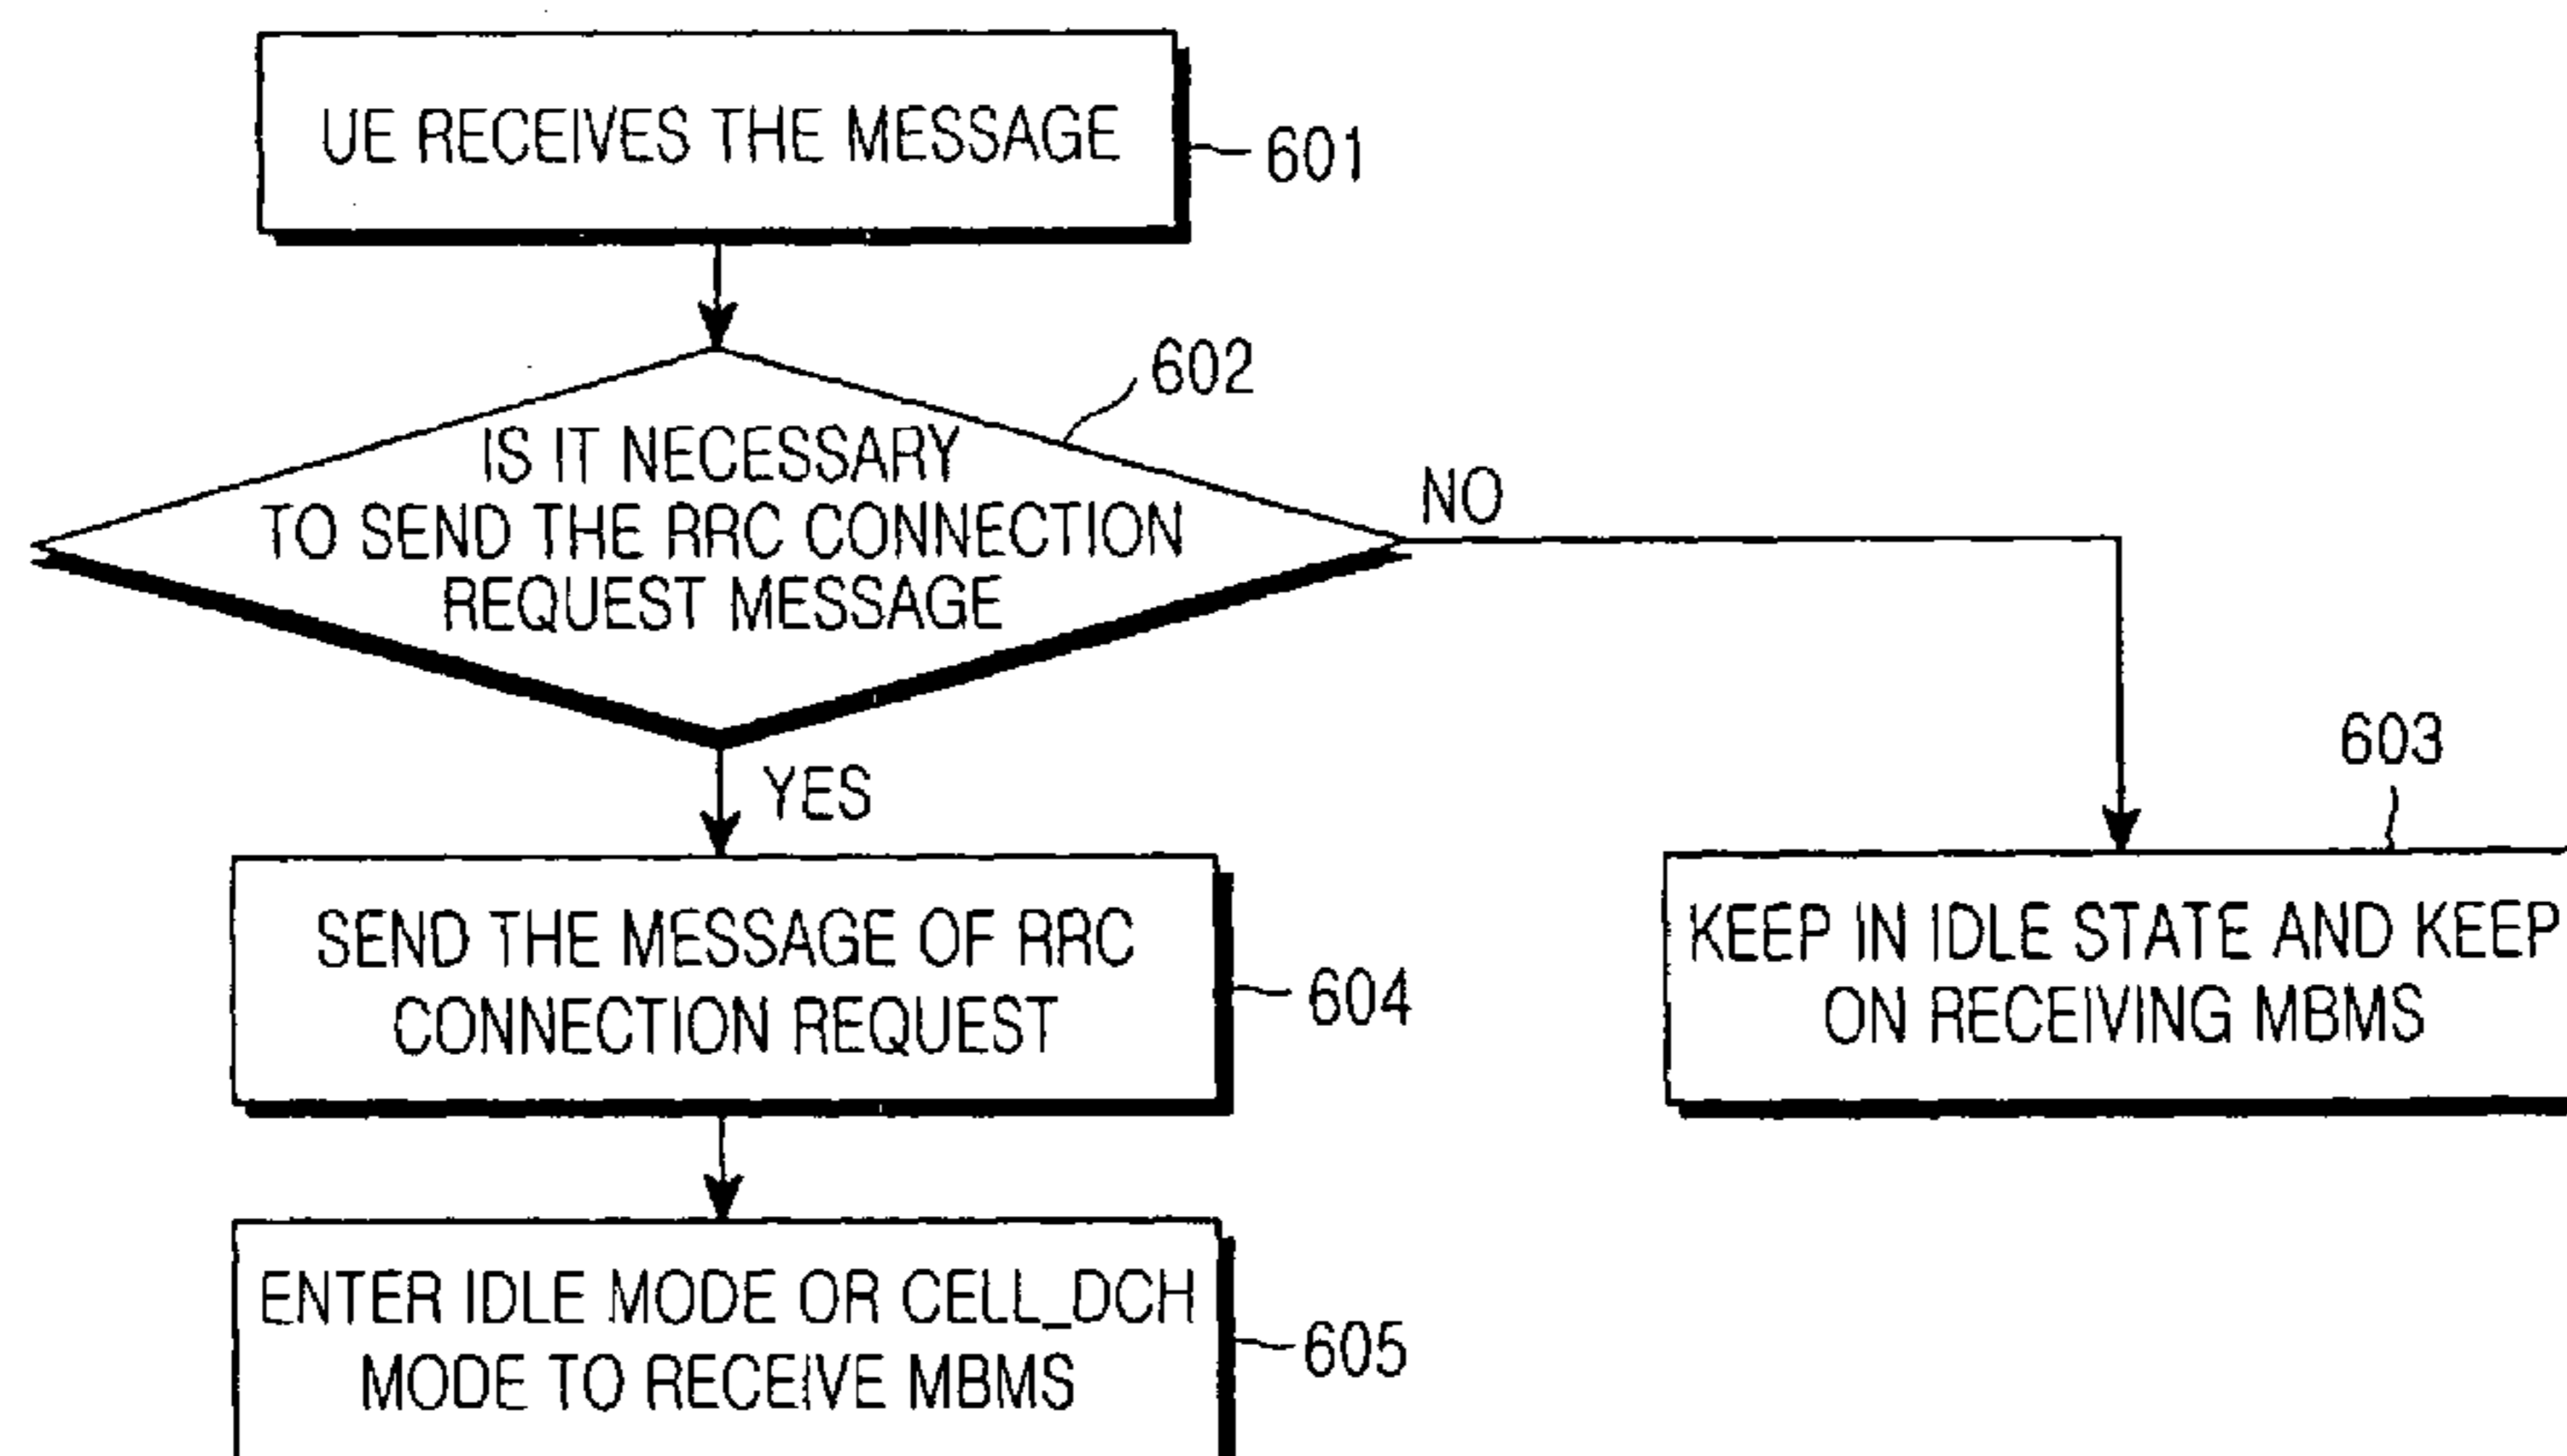 UE RECEIVES THE MESSAGE
601
602
IS IT NECESSARY
TO SEND THE RRC CONNECTION
REQUEST MESSAGE
NO
YES
603
SEND THE MESSAGE OF RRC
CONNECTION REQUEST
604
KEEP IN IDLE STATE AND KEEP
ON RECEIVING MBMS
ENTER IDLE MODE OR CELL_DCH
MODE TO RECEIVE MBMS
605